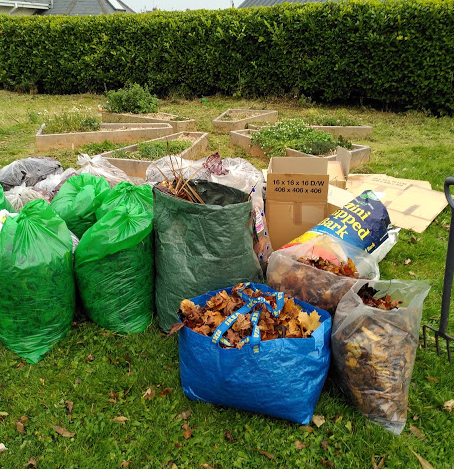 16 x 16 x 16 D/W
406 x 406 x 406
Mini
Chipped
Bark